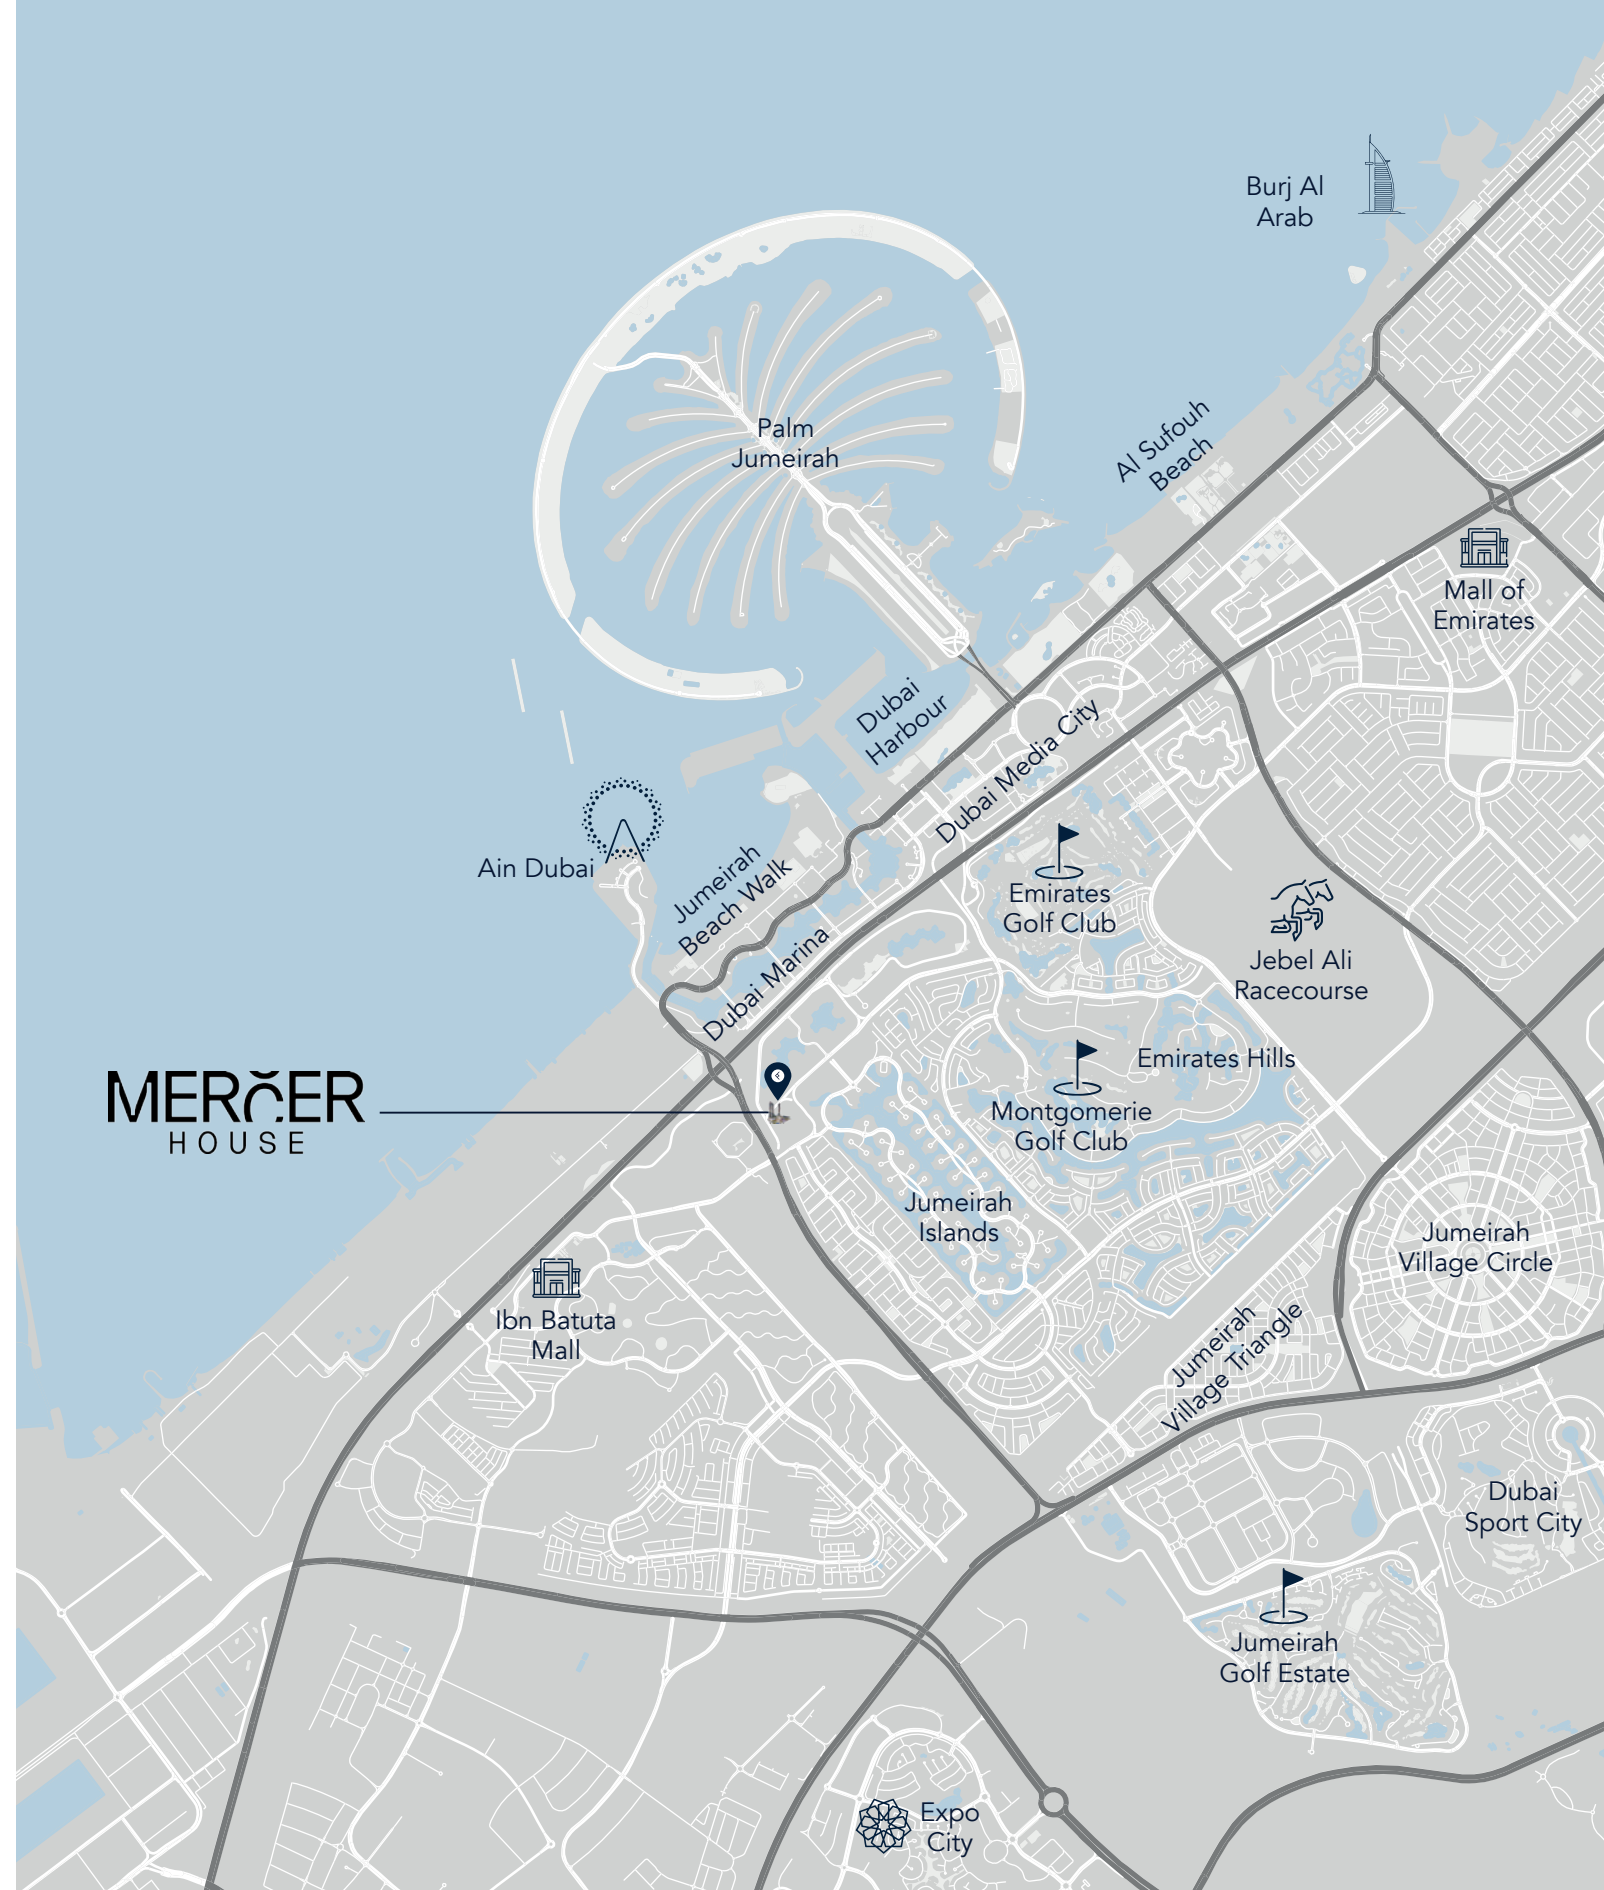 Burj Al
Arab
Palm
Jumeirah
Al Sufouh
Beach
Mall of
Emirates
Dubai
Harbour
Dubai Media City
Ain Dubai
Jumeirah
Beach Walk
Emirates
Golf Club
Dubai Marina
Jebel Ali
Racecourse
Emirates Hills
MERCER
HOUSE
Montgomerie
Golf Club
Jumeirah
Islands
Jumeirah
Village Circle
Ibn Batuta
Mall
Jumeirah
Village Triangle
Dubai
Sport City
Jumeirah
Golf Estate
Expo
City